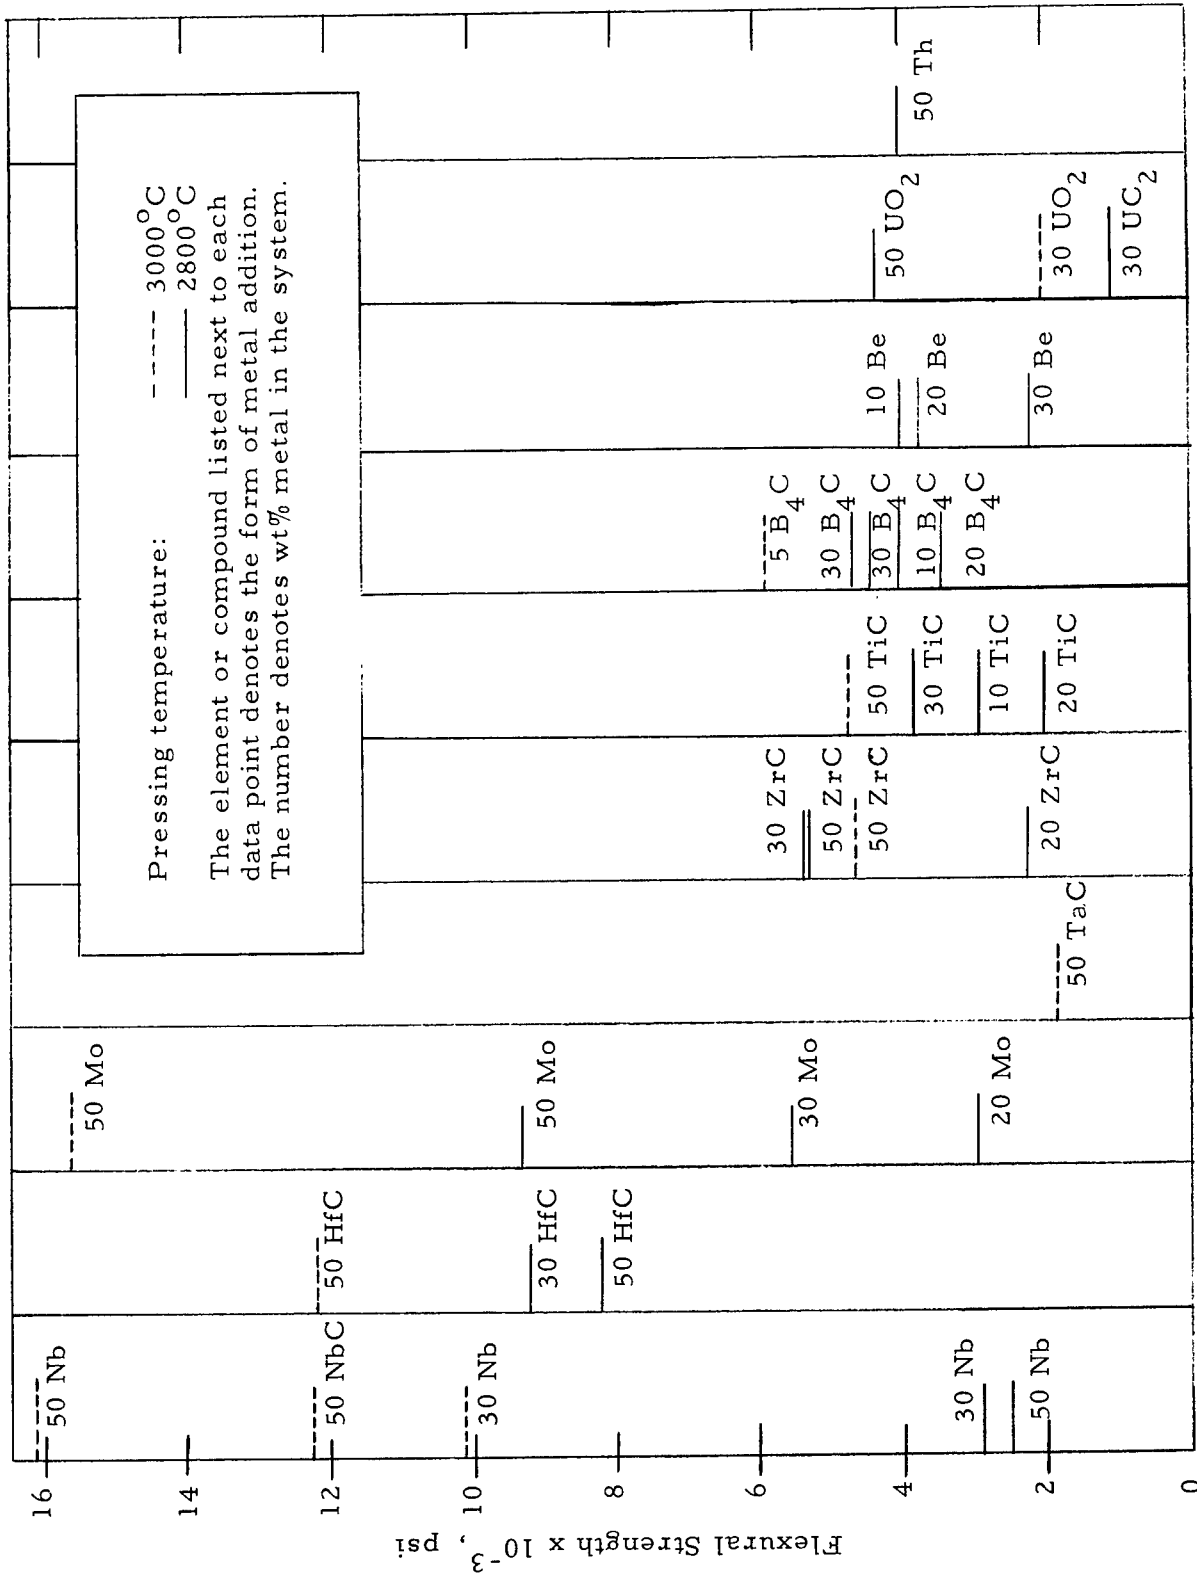 Pressing temperature:
----- 3000°C
—— 2800°C
The element or compound listed next to each
data point denotes the form of metal addition.
The number denotes wt% metal in the system.
Flexural Strength x 10⁻³, psi
16
14
12
10
8
6
4
2
0
50 Nb
50 NbC
30 Nb
30 Nb
50 Nb
50 HfC
30 HfC
50 HfC
50 Mo
50 Mo
30 Mo
20 Mo
50 TaC
30 ZrC
50 ZrC
50 ZrC
20 ZrC
50 TiC
30 TiC
10 TiC
20 TiC
5 B₄C
30 B₄C
30 B₄C
10 B₄C
20 B₄C
10 Be
20 Be
30 Be
50 UO₂
30 UO₂
30 UC₂
50 Th